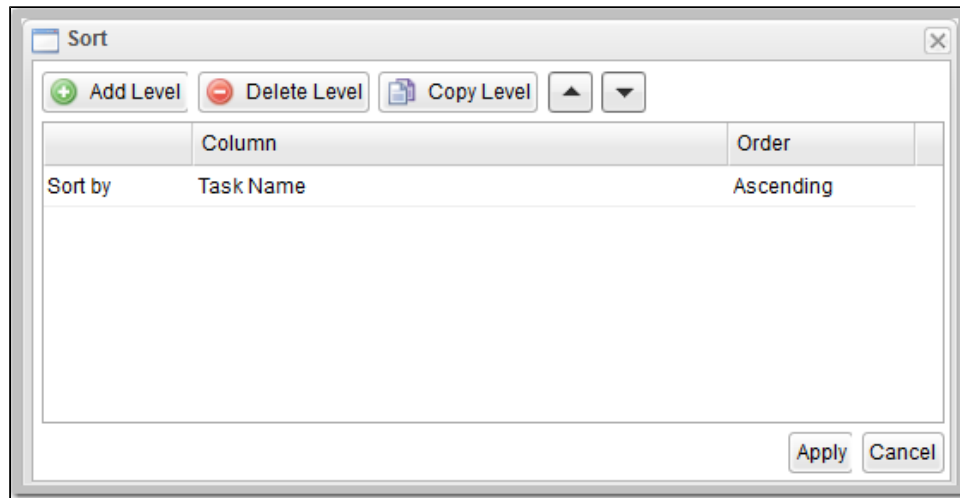 Sort
Add Level Delete Level Copy Level
Column Order
Sort by Task Name Ascending
Apply Cancel